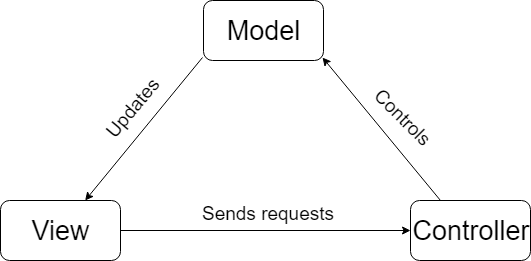 Model
Updates
Controls
View
Sends requests
Controller